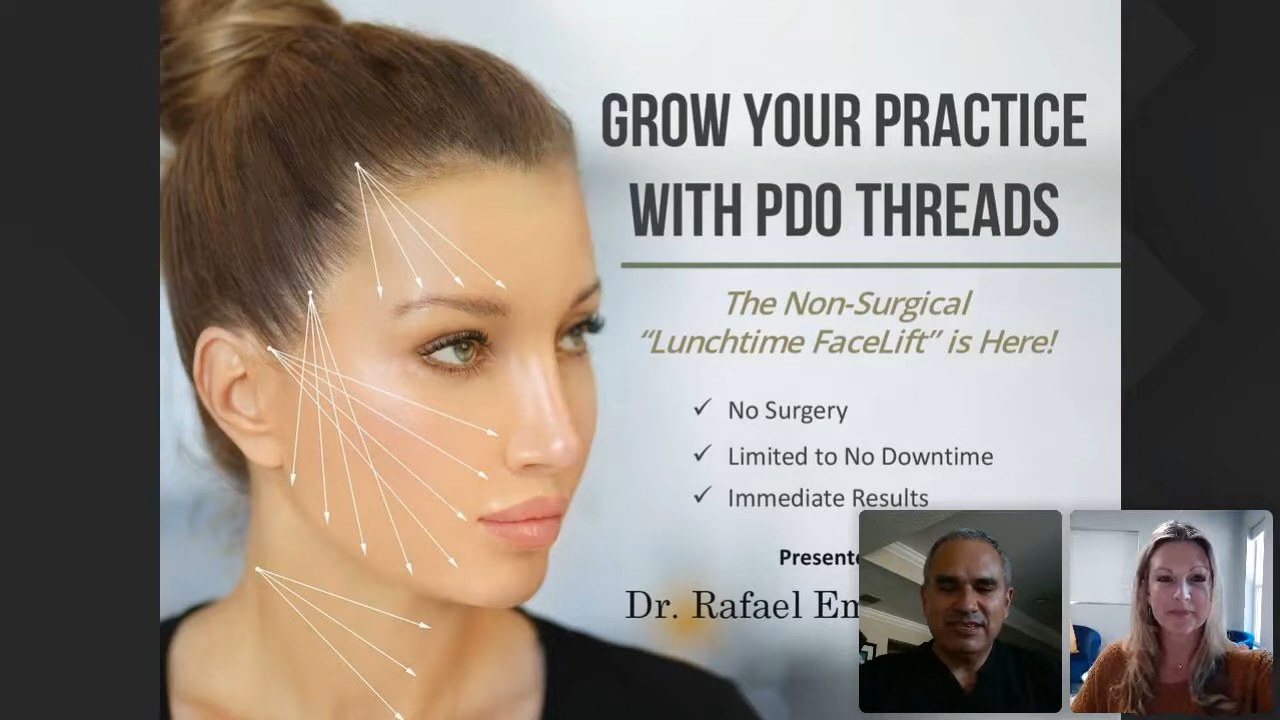 GROW YOUR PRACTICE
WITH PDO THREADS
The Non-Surgical
“Lunchtime FaceLift” is Here!
✓ No Surgery
✓ Limited to No Downtime
✓ Immediate Results
Dr. Rafael